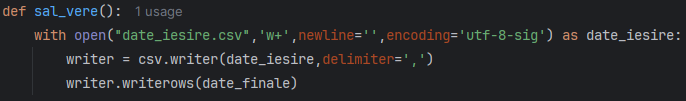 def sal_vere(): 1 usage
    with open("date_iesire.csv",'w+',newline='',encoding='utf-8-sig') as date_iesire:
        writer = csv.writer(date_iesire,delimiter=',')
        writer.writerows(date_finale)